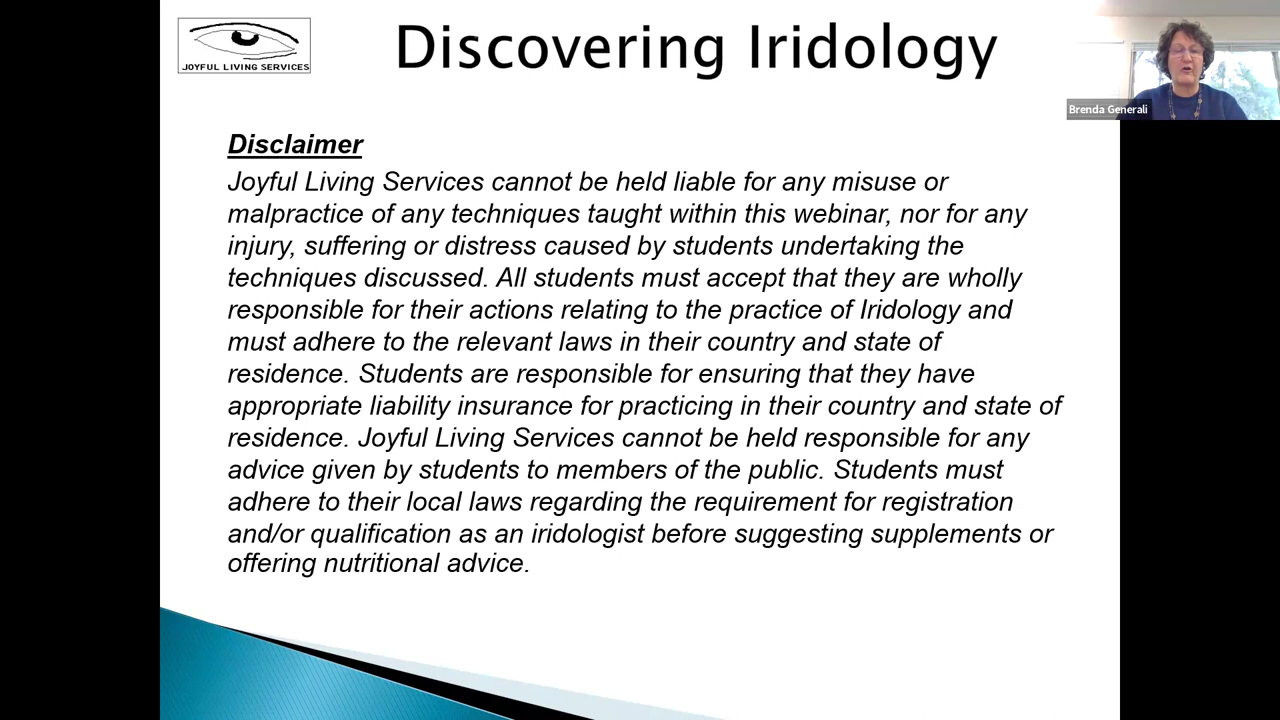 JOYFUL LIVING SERVICES
Discovering Iridology
Brenda Generali
Disclaimer
Joyful Living Services cannot be held liable for any misuse or
malpractice of any techniques taught within this webinar, nor for any
injury, suffering or distress caused by students undertaking the
techniques discussed. All students must accept that they are wholly
responsible for their actions relating to the practice of Iridology and
must adhere to the relevant laws in their country and state of
residence. Students are responsible for ensuring that they have
appropriate liability insurance for practicing in their country and state of
residence. Joyful Living Services cannot be held responsible for any
advice given by students to members of the public. Students must
adhere to their local laws regarding the requirement for registration
and/or qualification as an iridologist before suggesting supplements or
offering nutritional advice.